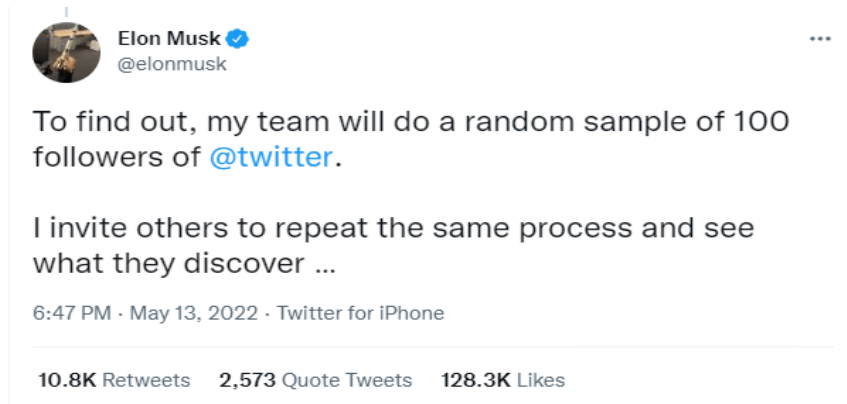 Elon Musk
@elonmusk
To find out, my team will do a random sample of 100
followers of @twitter.
I invite others to repeat the same process and see
what they discover ...
6:47 PM · May 13, 2022 · Twitter for iPhone
10.8K Retweets 2,573 Quote Tweets 128.3K Likes